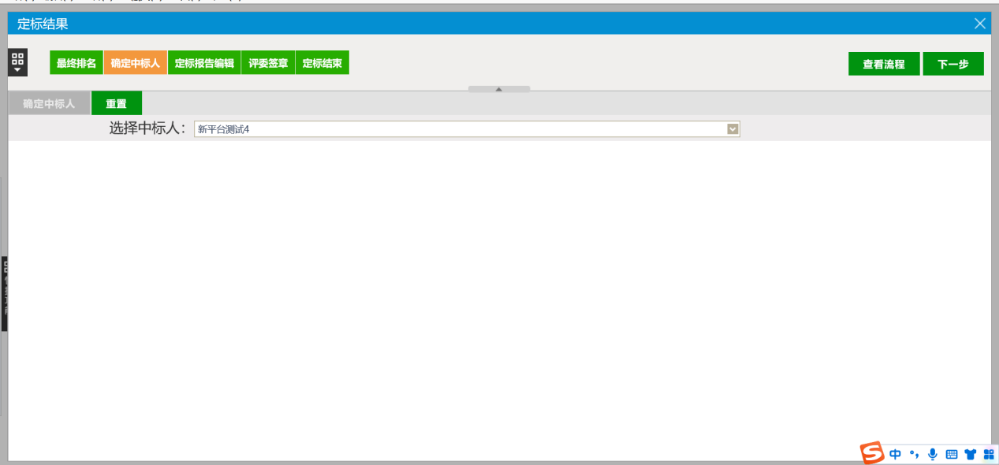 定标结果
最终排名 确定中标人 定标报告编辑 评委签章 定标结束 查看流程 下一步
确定中标人 重置
选择中标人： 新平台测试4
中